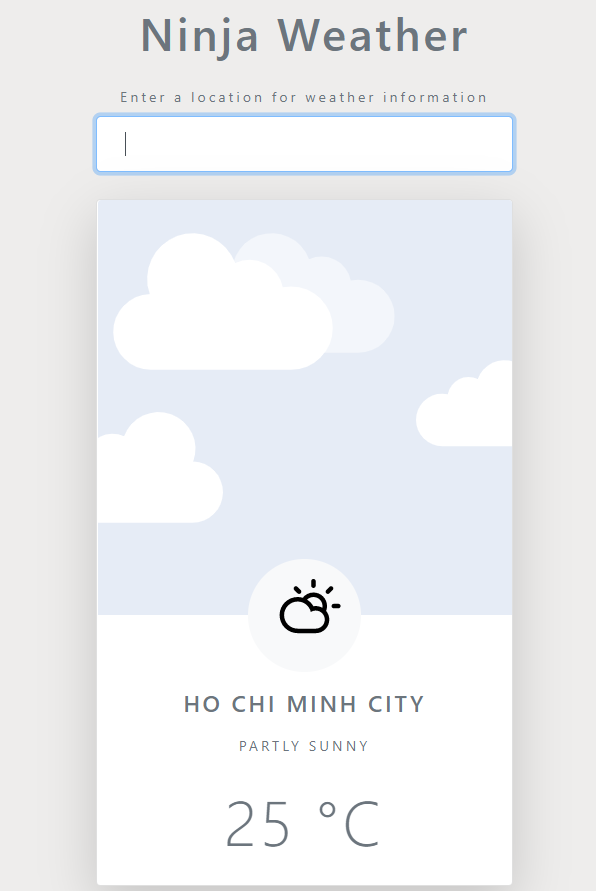 Ninja Weather
Enter a location for weather information
HO CHI MINH CITY
PARTLY SUNNY
25 °C